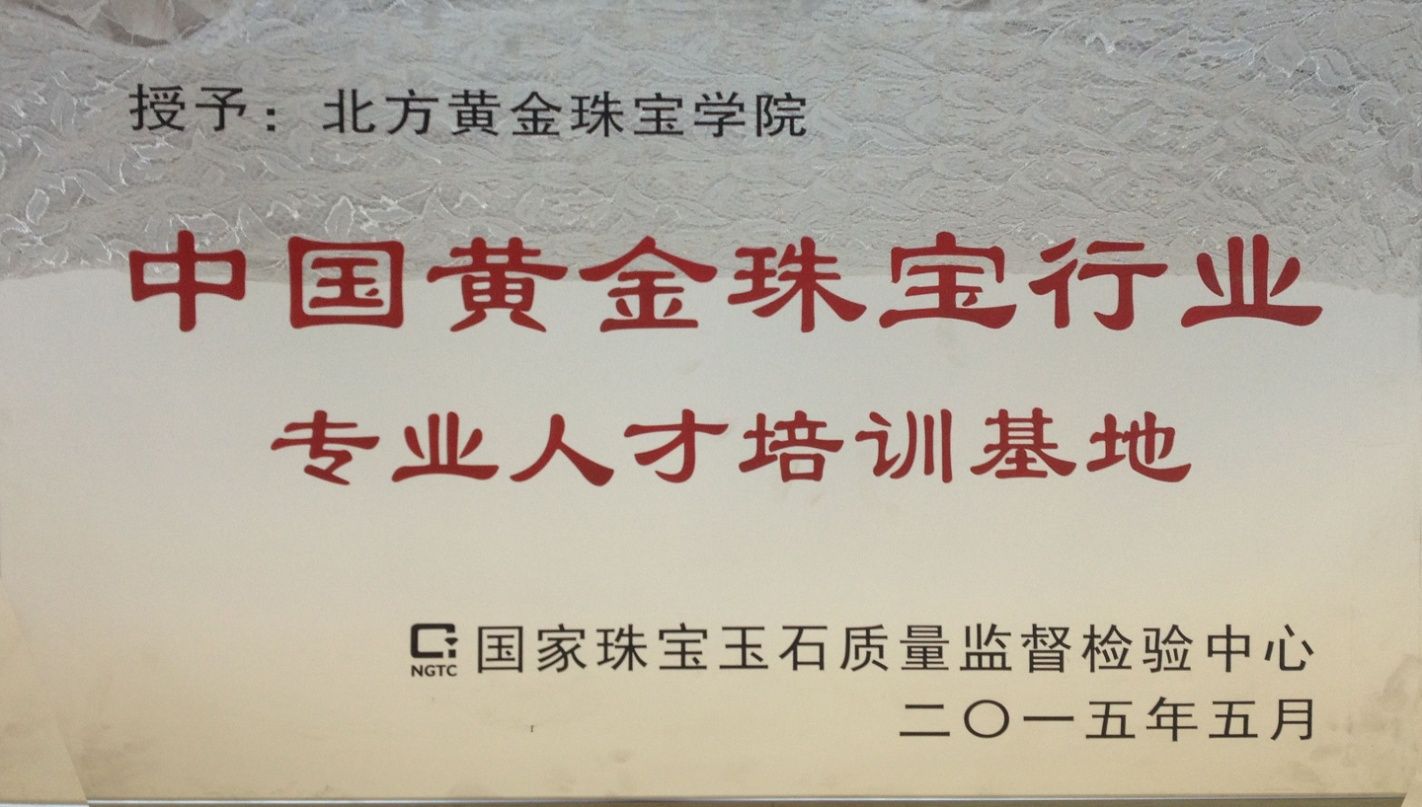 授予：北方黄金珠宝学院
中国黄金珠宝行业
专业人才培训基地
NGTC 国家珠宝玉石质量监督检验中心
二〇一五年五月